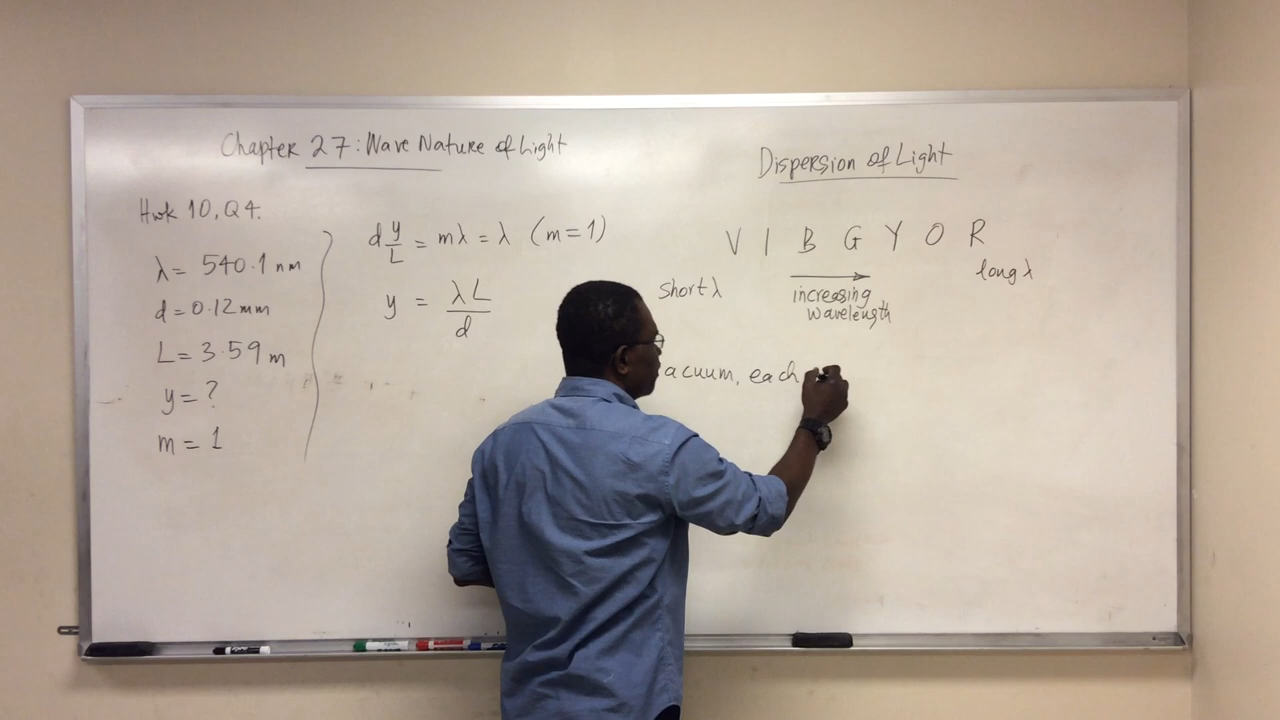 Chapter 27: Wave Nature of Light
Hwk 10, Q4.
λ = 540.1 nm
d = 0.12 mm
L = 3.59 m
y = ?
m = 1
d y/L = mλ = λ (m = 1)
y = λL/d
Dispersion of Light
V I B G Y O R
short λ
increasing
wavelength
long λ
acuum, each